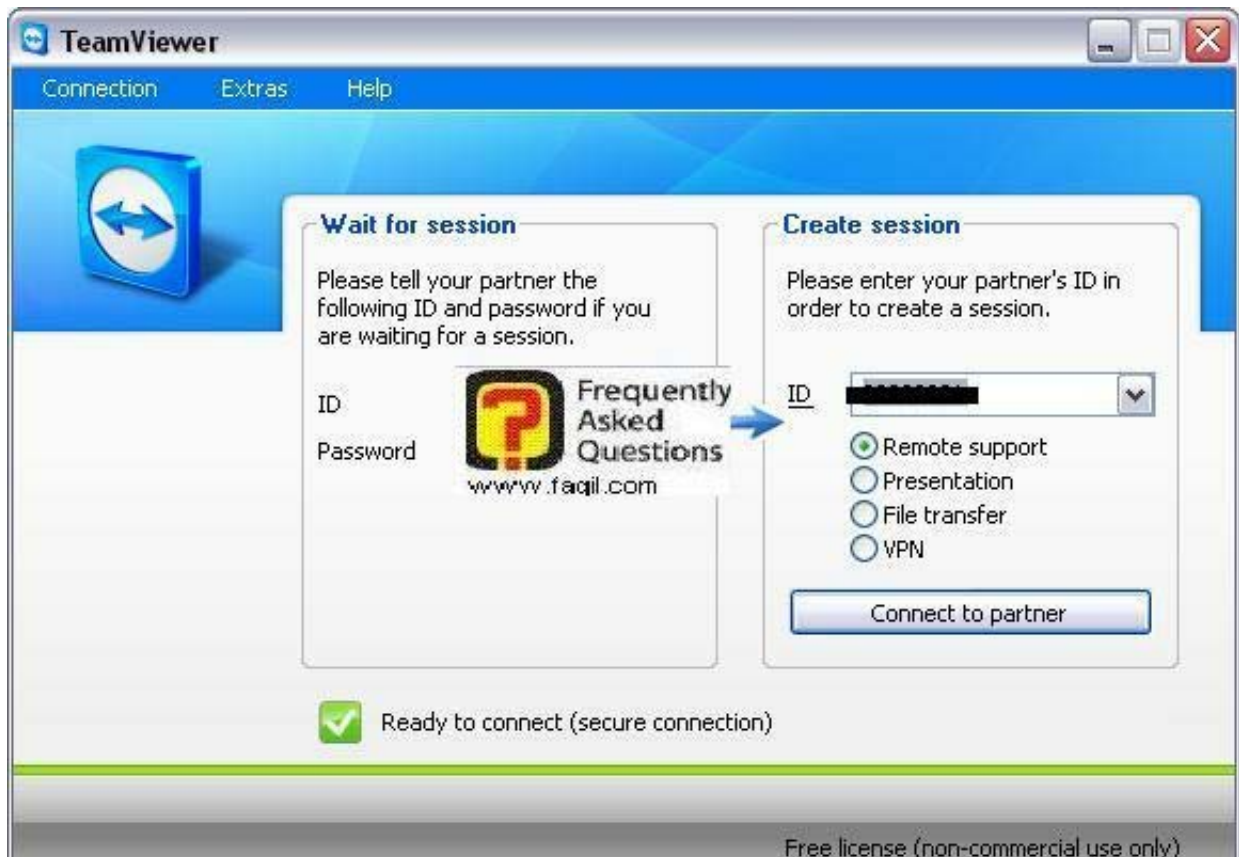 TeamViewer
Connection Extras Help
Wait for session
Please tell your partner the
following ID and password if you
are waiting for a session.
ID
Password
Frequently
Asked
Questions
www.faqil.com
Create session
Please enter your partner's ID in
order to create a session.
ID
Remote support
Presentation
File transfer
VPN
Connect to partner
Ready to connect (secure connection)
Free license (non-commercial use only)